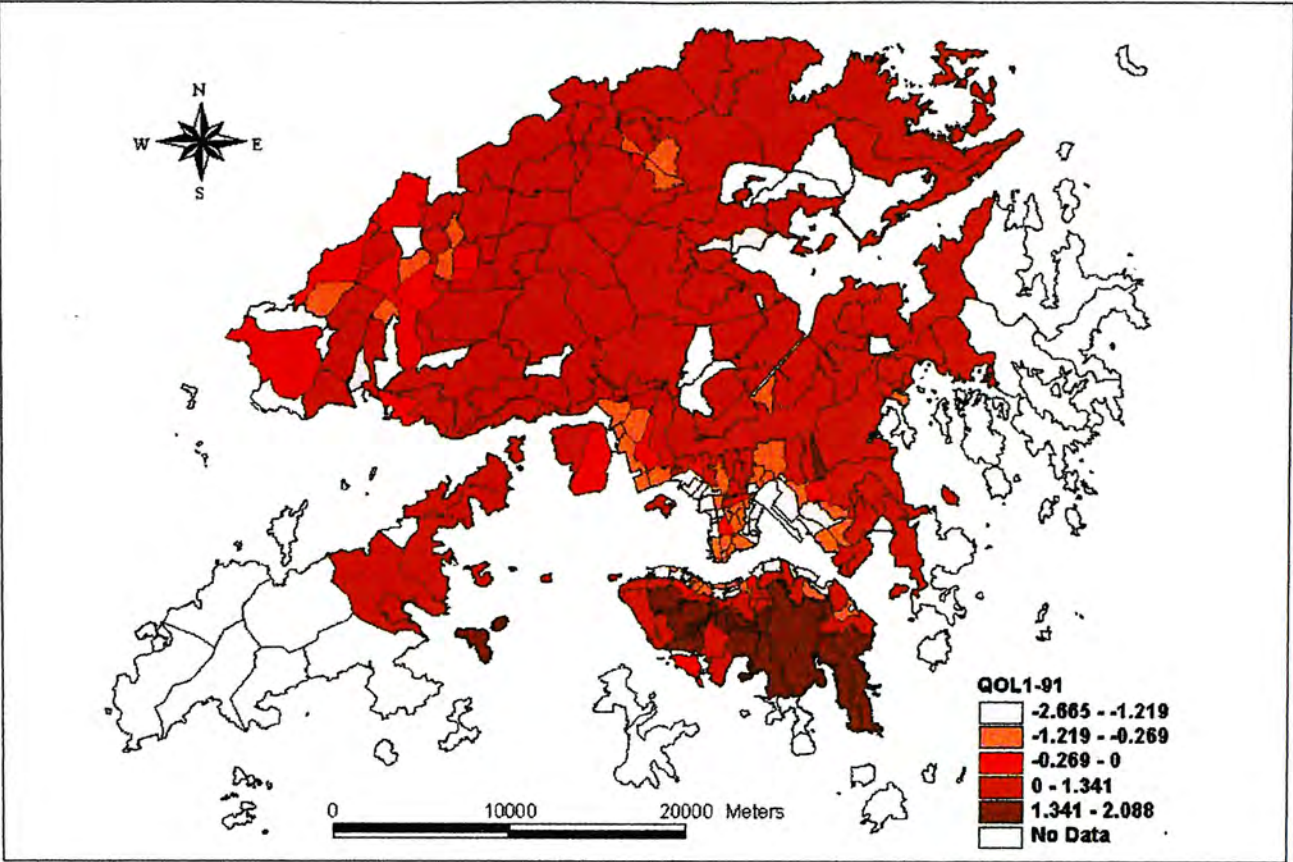 N
W E
S
QOL1-91
-2.665 - -1.219
-1.219 - -0.269
-0.269 - 0
0 - 1.341
1.341 - 2.088
No Data
0 10000 20000 Meters